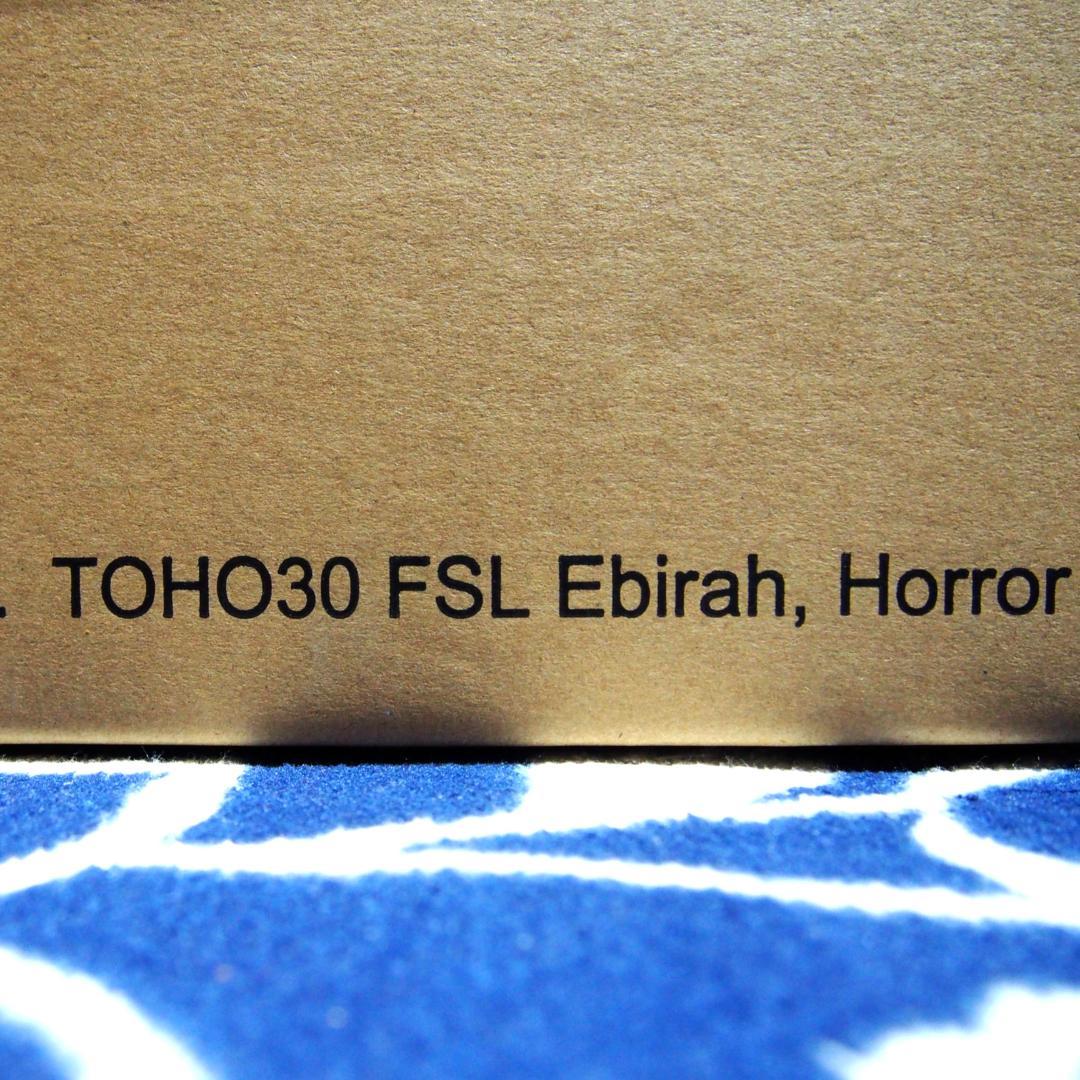 . TOHO30 FSL Ebirah, Horror